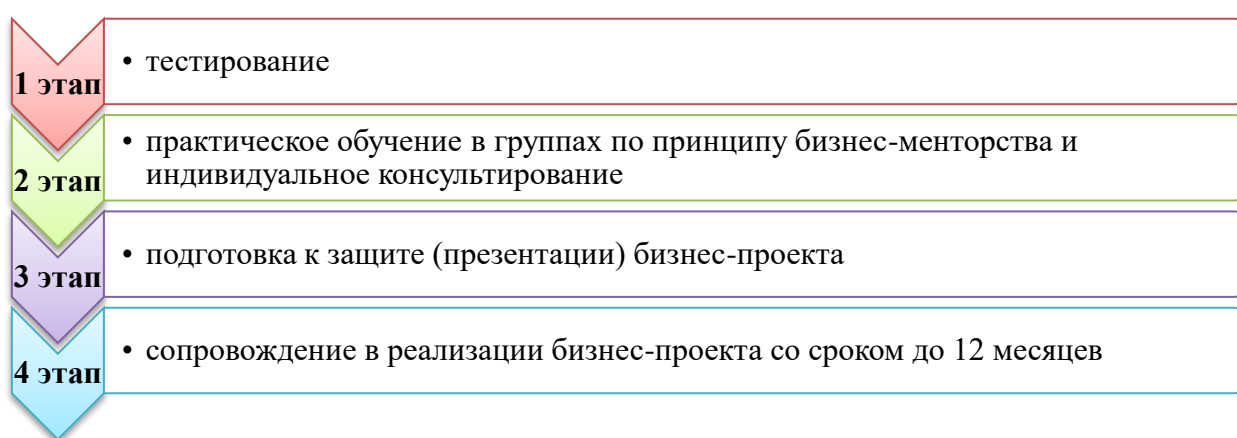 1 этап
• тестирование
2 этап
• практическое обучение в группах по принципу бизнес-менторства и
индивидуальное консультирование
3 этап
• подготовка к защите (презентации) бизнес-проекта
4 этап
• сопровождение в реализации бизнес-проекта со сроком до 12 месяцев